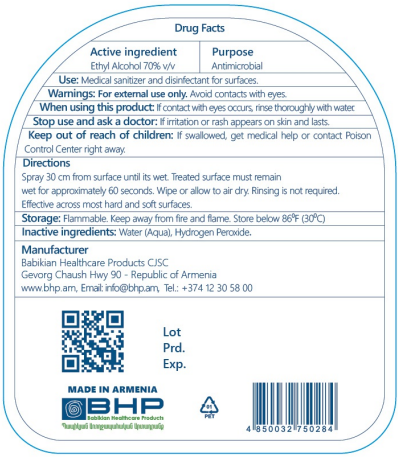 Drug Facts
Active ingredient
Ethyl Alcohol 70% v/v
Purpose
Antimicrobial
Use: Medical sanitizer and disinfectant for surfaces.
Warnings: For external use only. Avoid contacts with eyes.
When using this product: If contact with eyes occurs, rinse thoroughly with water.
Stop use and ask a doctor: If irritation or rash appears on skin and lasts.
Keep out of reach of children: If swallowed, get medical help or contact Poison
Control Center right away.
Directions
Spray 30 cm from surface until its wet. Treated surface must remain
wet for approximately 60 seconds. Wipe or allow to air dry. Rinsing is not required.
Effective across most hard and soft surfaces.
Storage: Flammable. Keep away from fire and flame. Store below 86⁰F (30⁰C)
Inactive ingredients: Water (Aqua), Hydrogen Peroxide.
Manufacturer
Babikian Healthcare Products CJSC
Gevorg Chaush Hwy 90 - Republic of Armenia
www.bhp.am, Email: info@bhp.am, Tel.: +374 12 30 58 00
Lot
Prd.
Exp.
MADE IN ARMENIA
BHP
Babikian Healthcare Products
01
PET
4 850032 750284